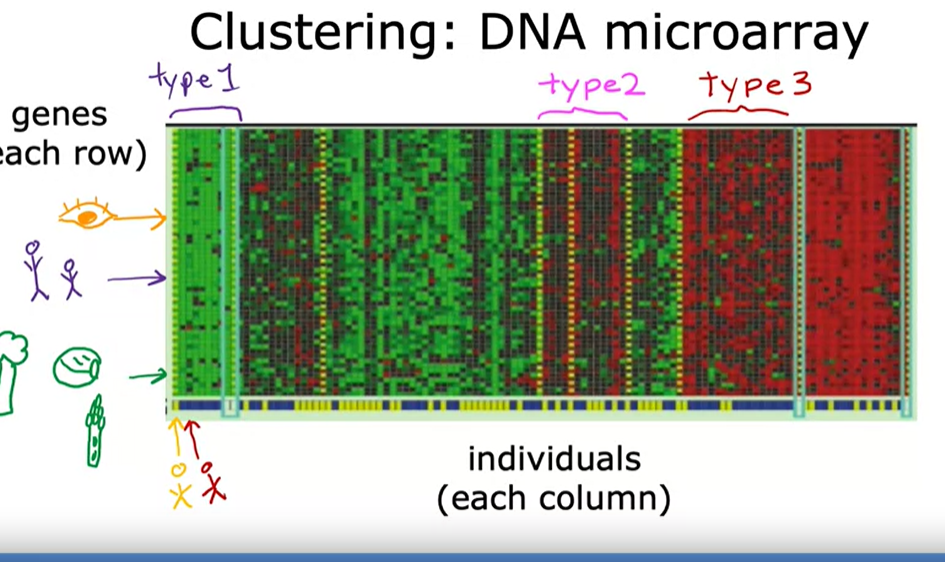 Clustering: DNA microarray
type 1
type2
type 3
genes
each row)
individuals
(each column)